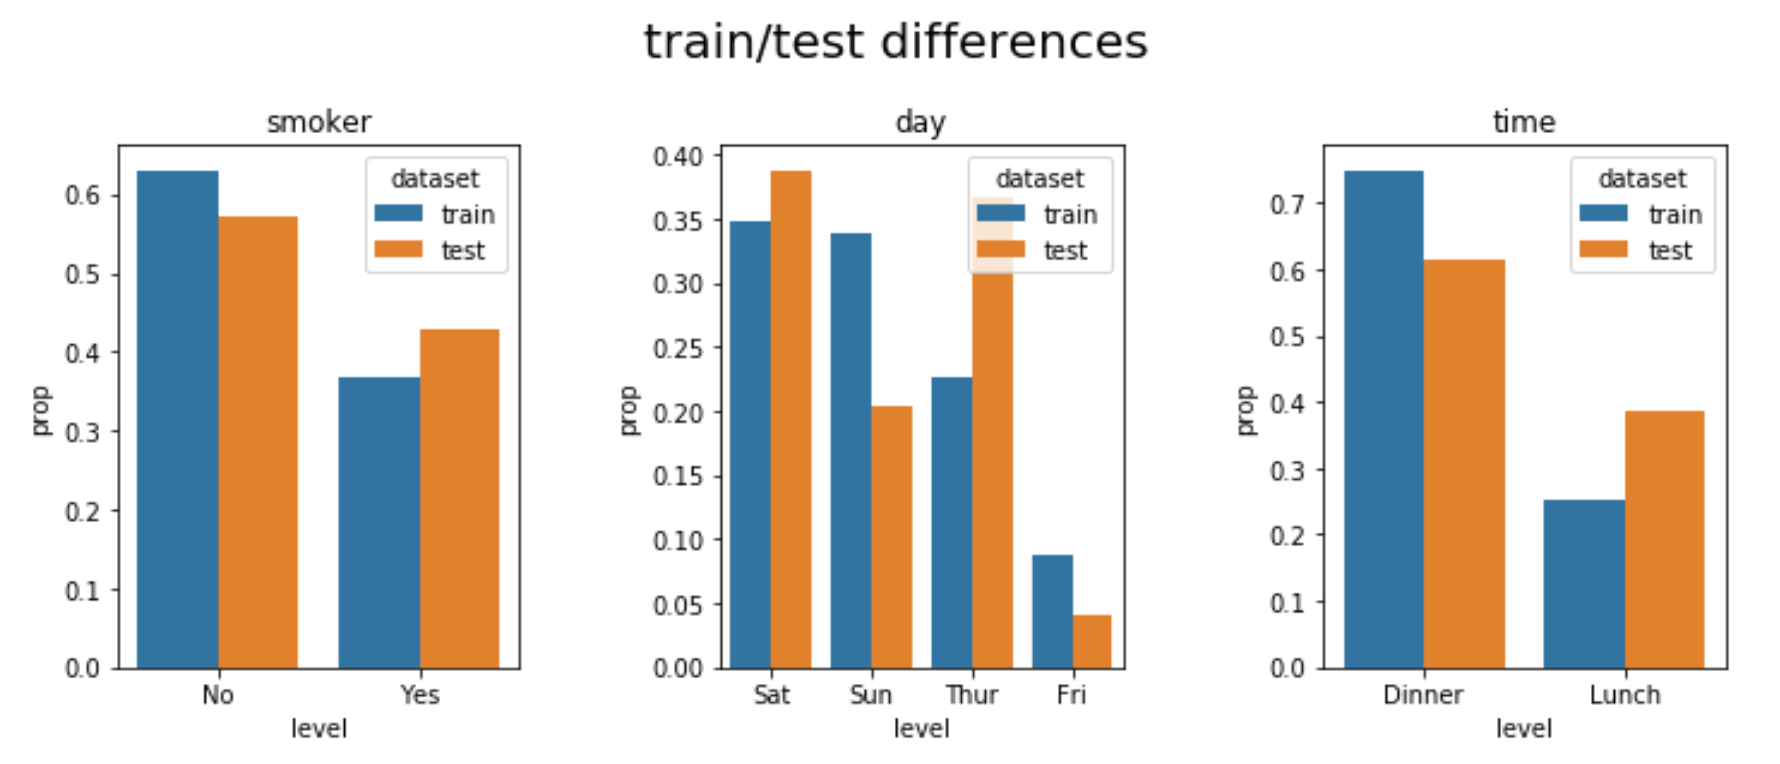 train/test differences
smoker
prop
0.6
0.5
0.4
0.3
0.2
0.1
0.0
dataset
train
test
No Yes
level
day
prop
0.40
0.35
0.30
0.25
0.20
0.15
0.10
0.05
0.00
dataset
train
test
Sat Sun Thur Fri
level
time
prop
0.7
0.6
0.5
0.4
0.3
0.2
0.1
0.0
dataset
train
test
Dinner Lunch
level